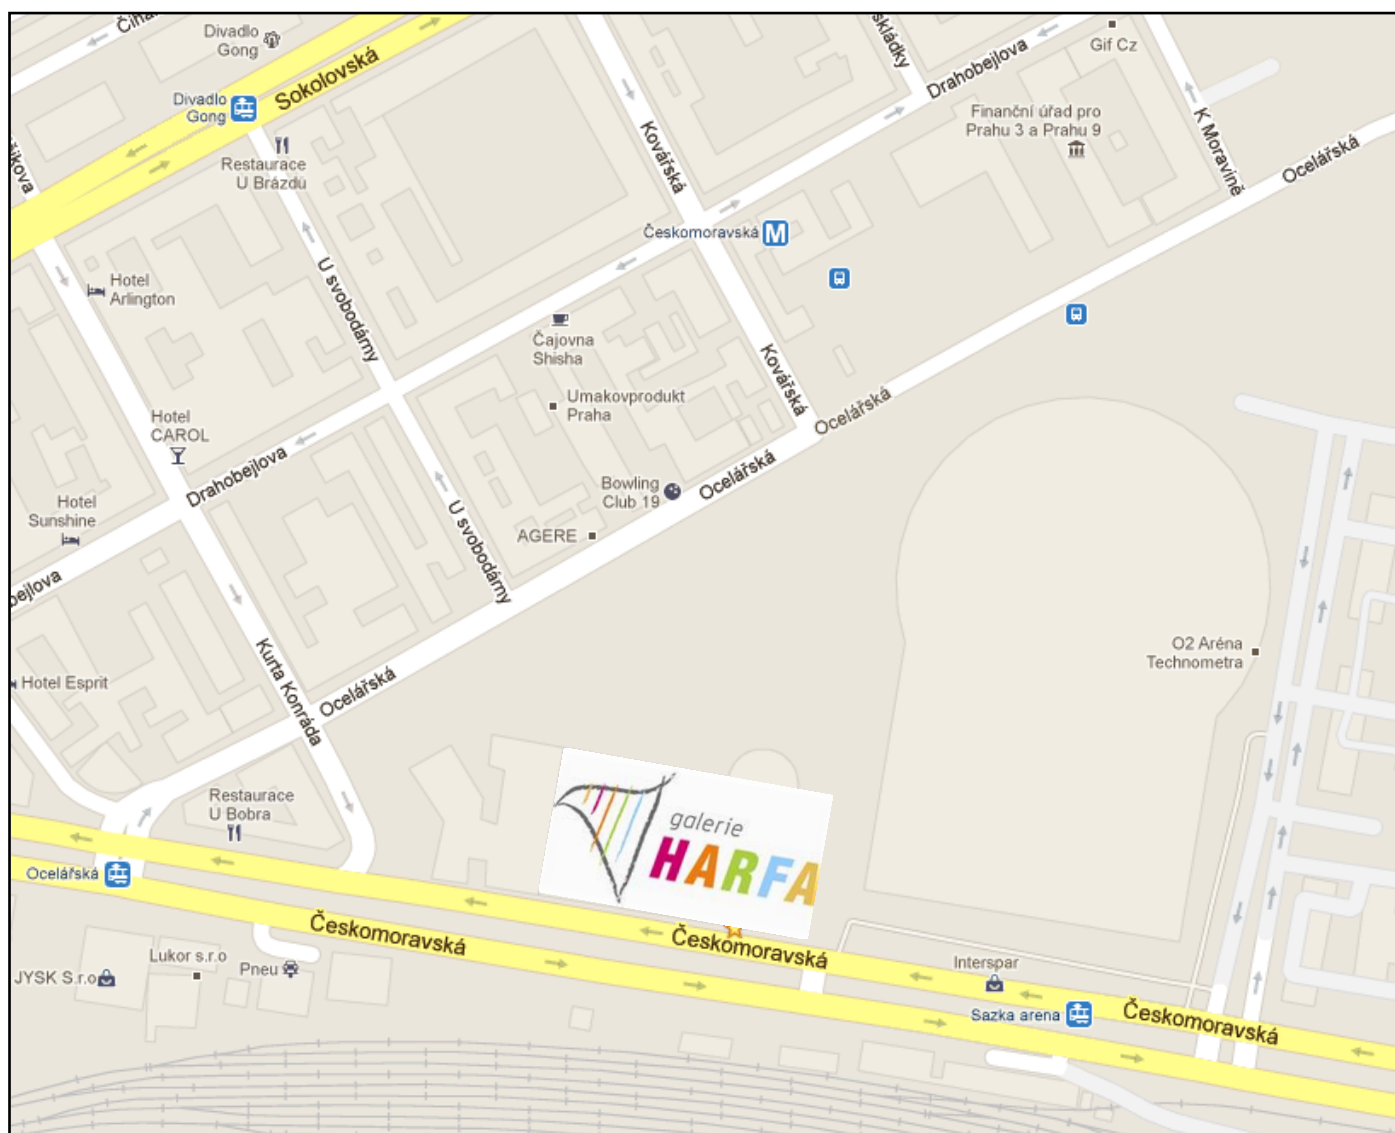 Divadlo
Gong
Sokolovská
Divadlo
Gong
Restaurace
U Brázdů
skládky
Drahobejlova
Gif Cz
Finanční úřad pro
Prahu 3 a Prahu 9
K Moravině
Ocelářská
Kovářská
Českomoravská M
Hotel
Arlington
U svobodárny
Čajovna
Shisha
Umakovprodukt
Praha
Kovářská
Ocelářská
Hotel
CAROL
Drahobejlova
Hotel
Sunshine
Bowling
Club 19
Ocelářská
AGERE
U svobodárny
bejlova
Kurta Konráda
Hotel Esprit
Ocelářská
O2 Aréna
Technometra
Restaurace
U Bobra
galerie
HARFA
Ocelářská
Českomoravská
Českomoravská
Lukor s.r.o
Pneu
JYSK S.r.o
Interspar
Sazka arena
Českomoravská